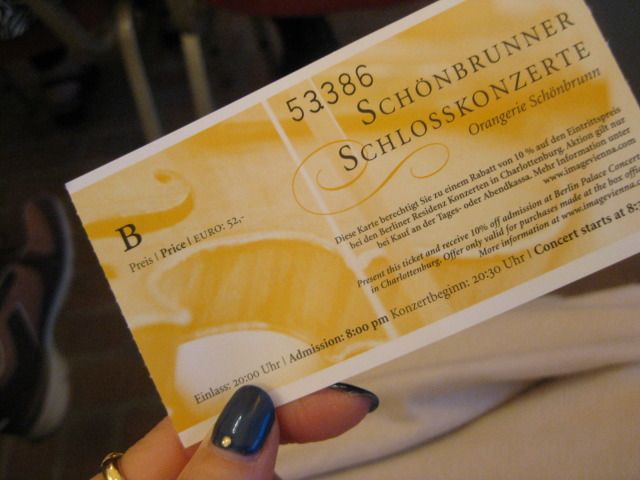 53386
SCHÖNBRUNNER
SCHLOSSKONZERTE
Orangerie Schönbrunn
B
Preis | Price | EURO: 52,-
Diese Karte berechtigt Sie zu einem Rabatt von 10 % auf den Eintrittspreis
bei den Berliner Residenz Konzerten in Charlottenburg. Aktion gilt nur
bei Kauf an der Tages- oder Abendkassa. Mehr Information unter
www.imagevienna.com
Present this ticket and receive 10% off admission at Berlin Palace Concerts
in Charlottenburg. Offer only valid for purchases made at the box office
More information at www.imagevienna.
Einlass: 20:00 Uhr | Admission: 8:00 pm Konzertbeginn: 20:30 Uhr | Concert starts at 8: